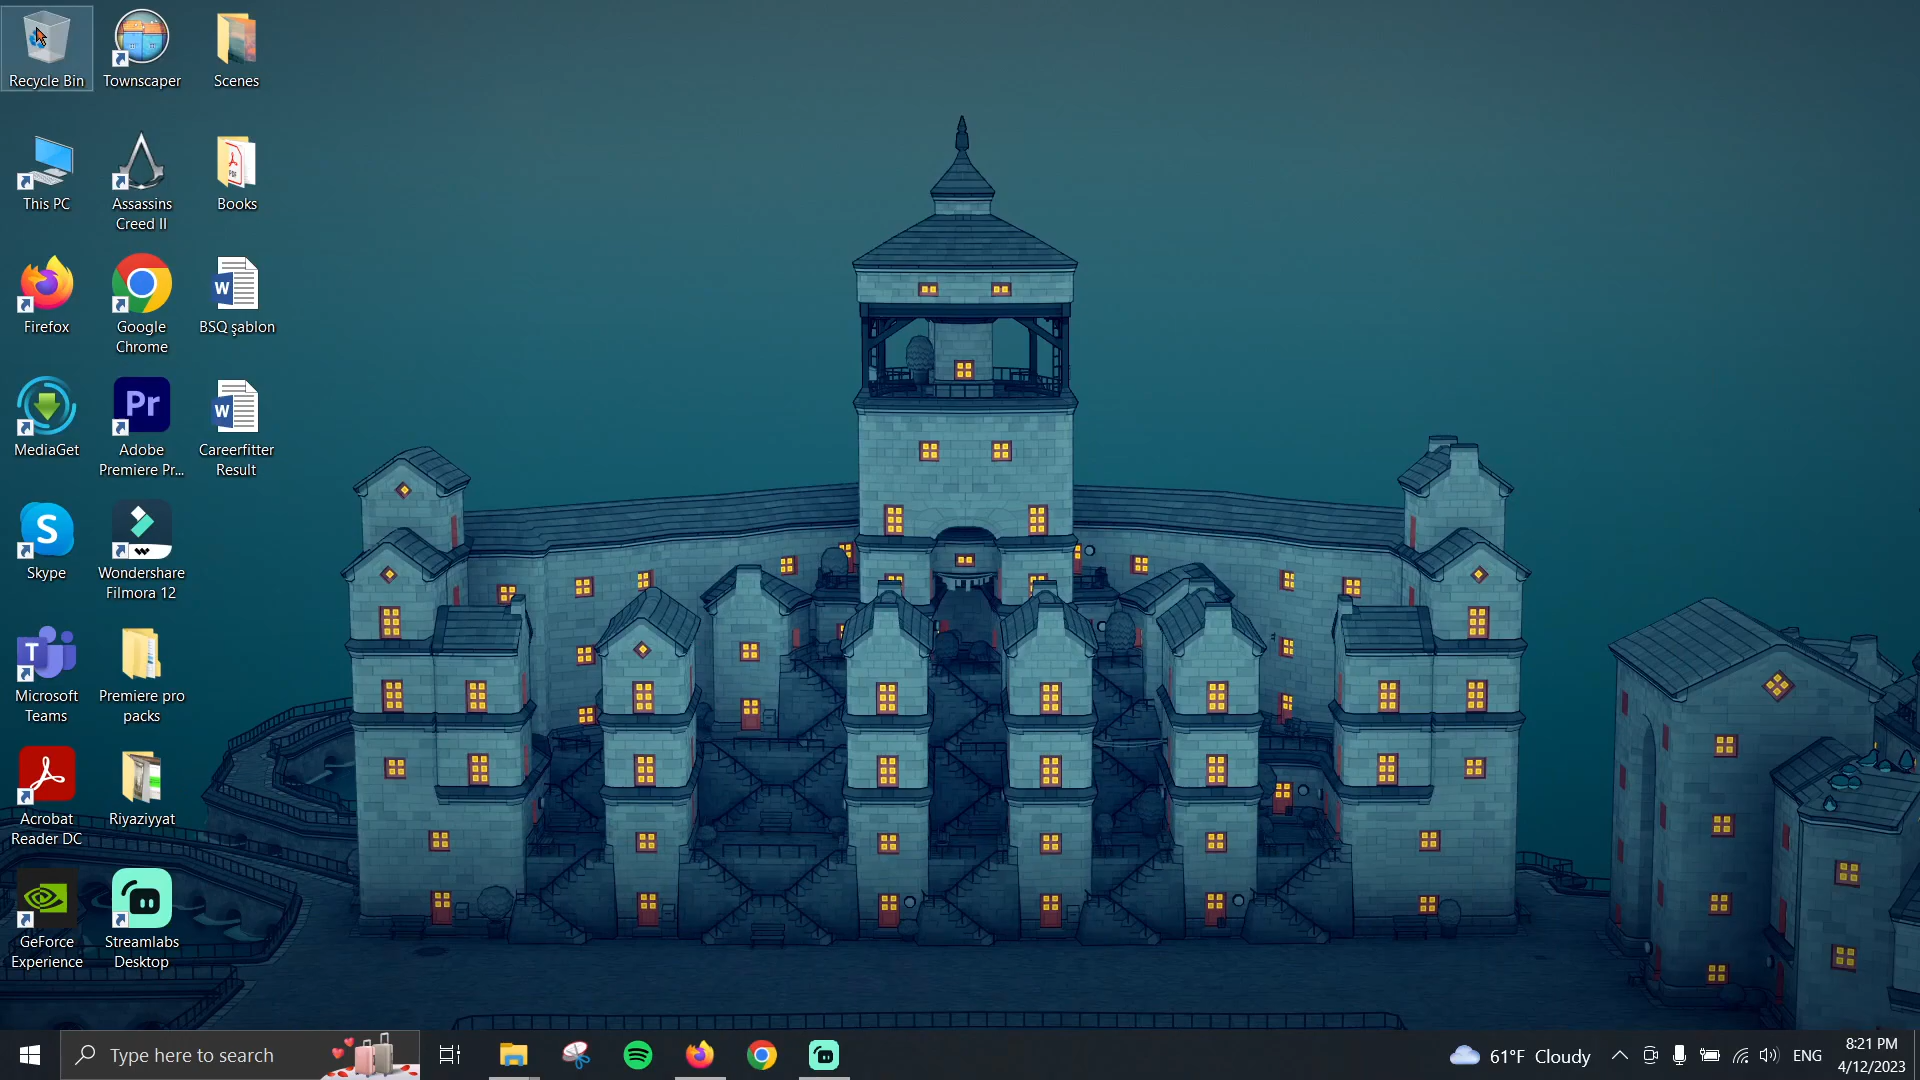 Recycle Bin
Townscaper
Scenes
This PC
Assassins
Creed II
Books
Firefox
Google
Chrome
BSQ şablon
MediaGet
Pr
Adobe
Premiere Pr...
Careerfitter
Result
Skype
Wondershare
Filmora 12
Microsoft
Teams
Premiere pro
packs
Acrobat
Reader DC
Riyaziyyat
GeForce
Experience
Streamlabs
Desktop
Type here to search
61°F Cloudy
ENG
8:21 PM
4/12/2023